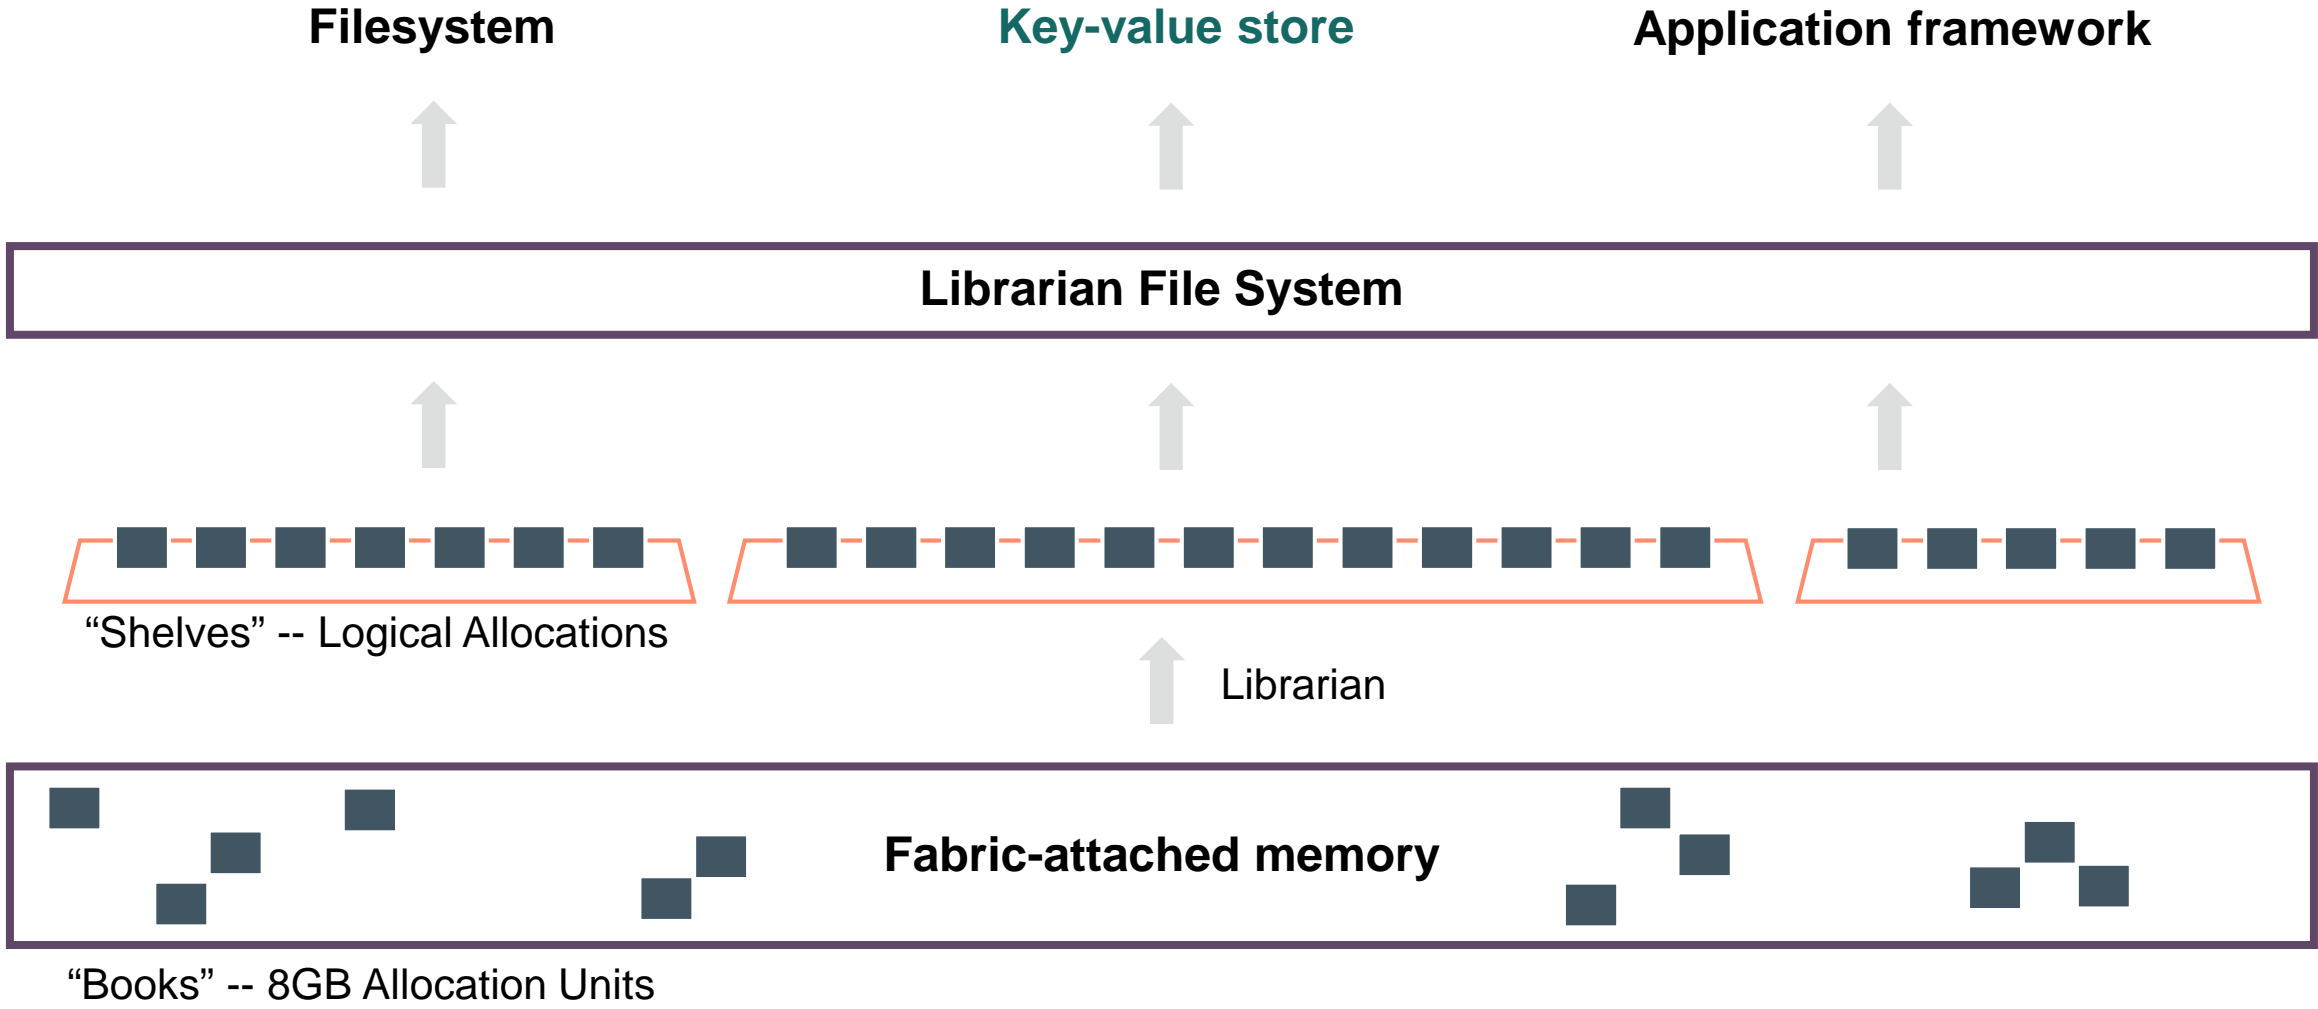 Filesystem
Key-value store
Application framework
Librarian File System
“Shelves” -- Logical Allocations
Librarian
Fabric-attached memory
“Books” -- 8GB Allocation Units